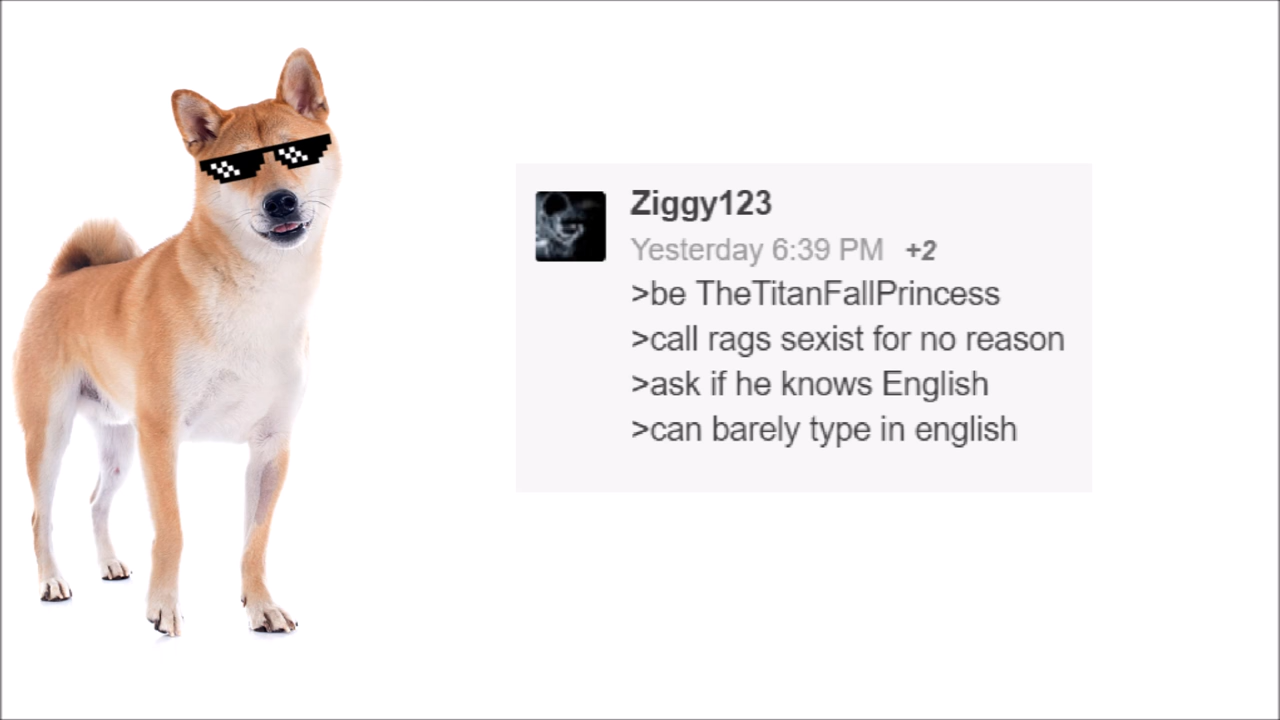 Ziggy123
Yesterday 6:39 PM +2
>be TheTitanFallPrincess
>call rags sexist for no reason
>ask if he knows English
>can barely type in english